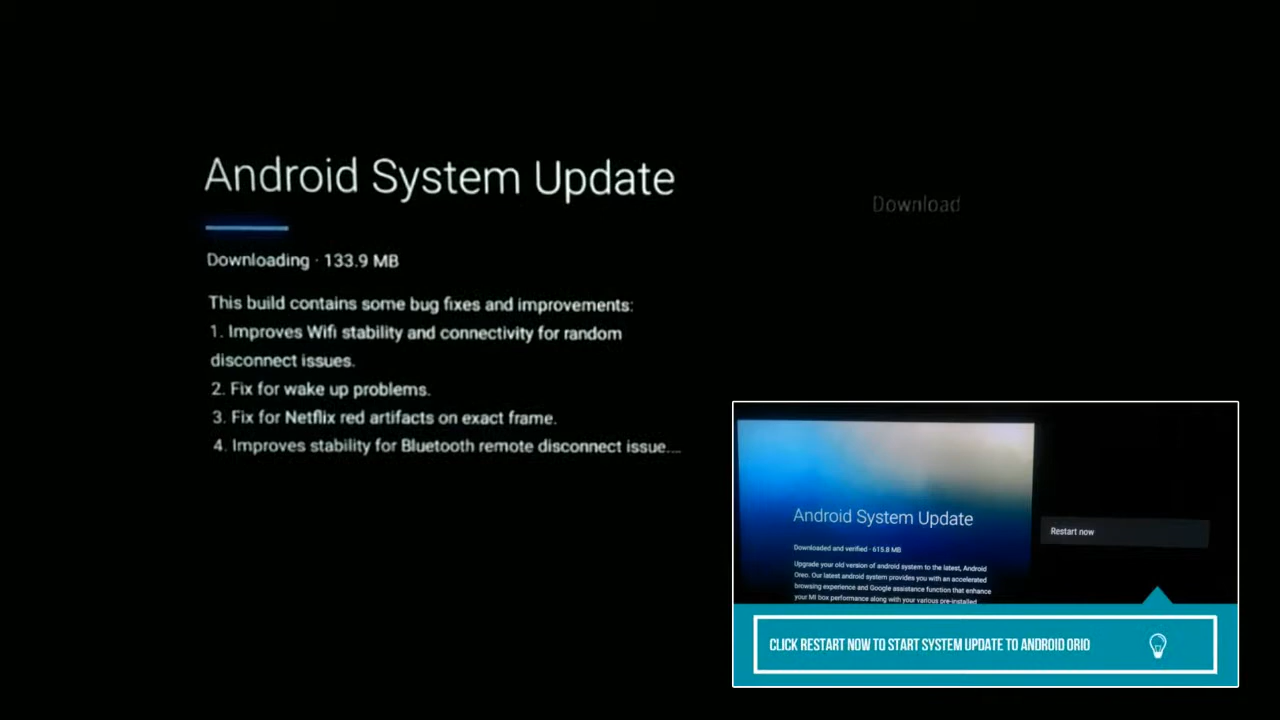 Android System Update
Download
Downloading · 133.9 MB
This build contains some bug fixes and improvements:
1. Improves Wifi stability and connectivity for random
disconnect issues.
2. Fix for wake up problems.
3. Fix for Netflix red artifacts on exact frame.
4. Improves stability for Bluetooth remote disconnect issue....
Android System Update
Restart now
Downloaded and verified · 615.8 MB
Upgrade your old version of android system to the latest, Android
Oreo. Our latest android system provides you with an accelerated
browsing experience and Google assistance function that enhance
your MI box performance along with your various pre-installed
CLICK RESTART NOW TO START SYSTEM UPDATE TO ANDROID ORIO